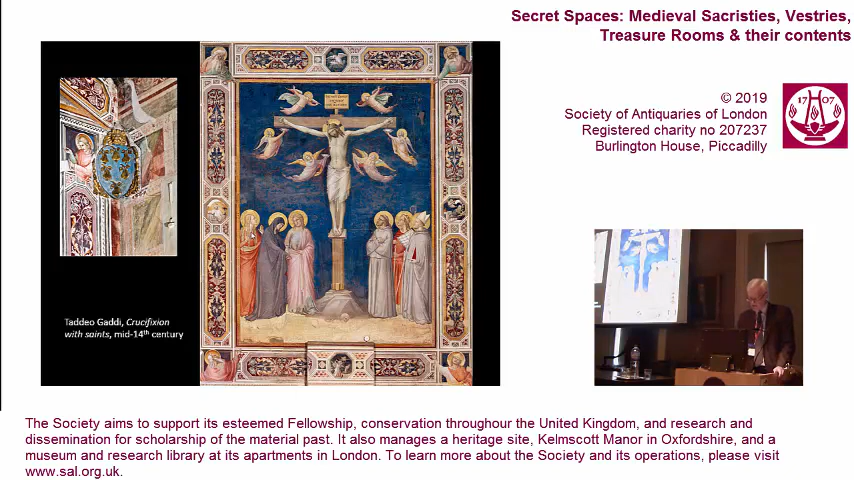 Secret Spaces: Medieval Sacristies, Vestries,
Treasure Rooms & their contents
© 2019
Society of Antiquaries of London
Registered charity no 207237
Burlington House, Piccadilly
17 07
Taddeo Gaddi, Crucifixion
with saints, mid-14th century
The Society aims to support its esteemed Fellowship, conservation throughour the United Kingdom, and research and
dissemination for scholarship of the material past. It also manages a heritage site, Kelmscott Manor in Oxfordshire, and a
museum and research library at its apartments in London. To learn more about the Society and its operations, please visit
www.sal.org.uk.